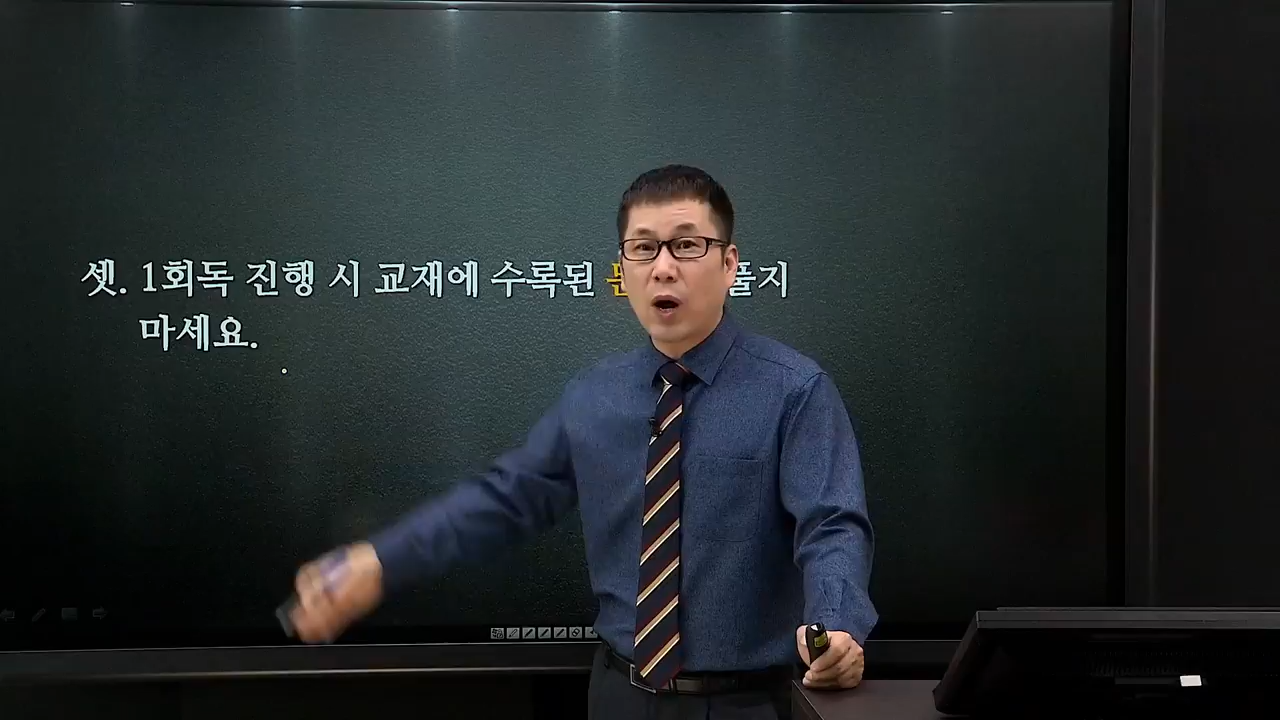 셋. 1회독 진행 시 교재에 수록된 풀지
마세요.